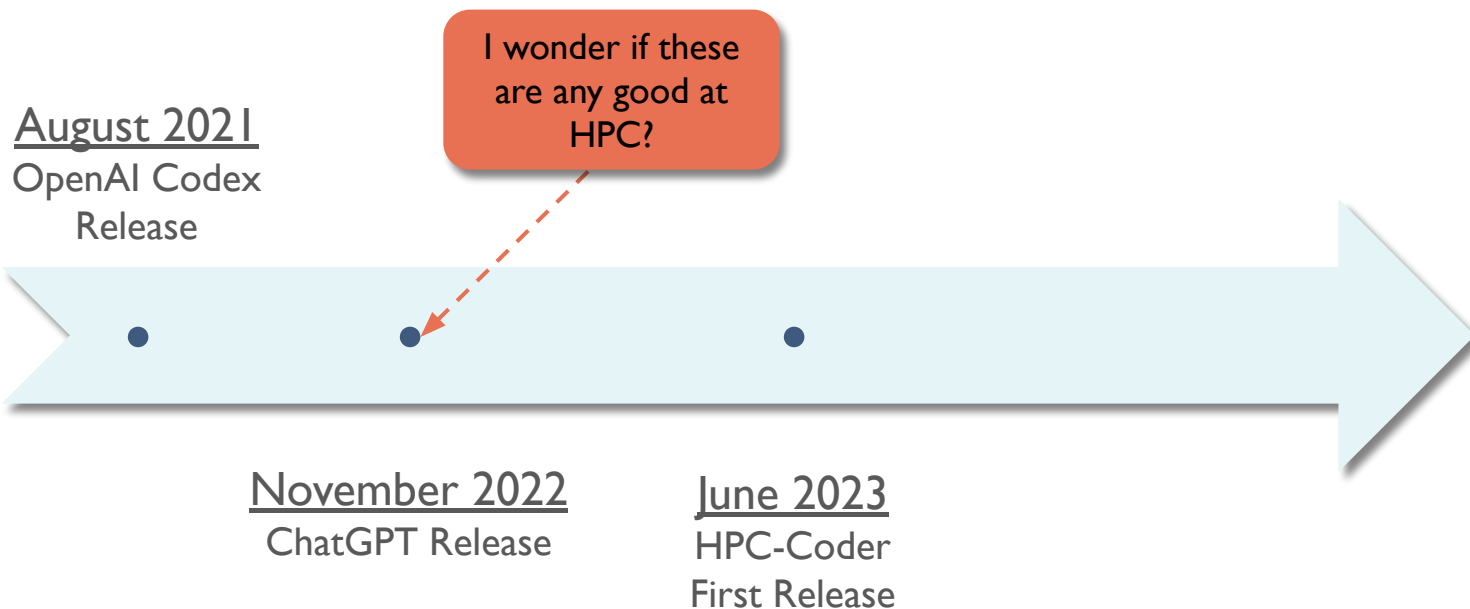 I wonder if these
are any good at
HPC?
August 2021
OpenAI Codex
Release
November 2022
ChatGPT Release
June 2023
HPC-Coder
First Release